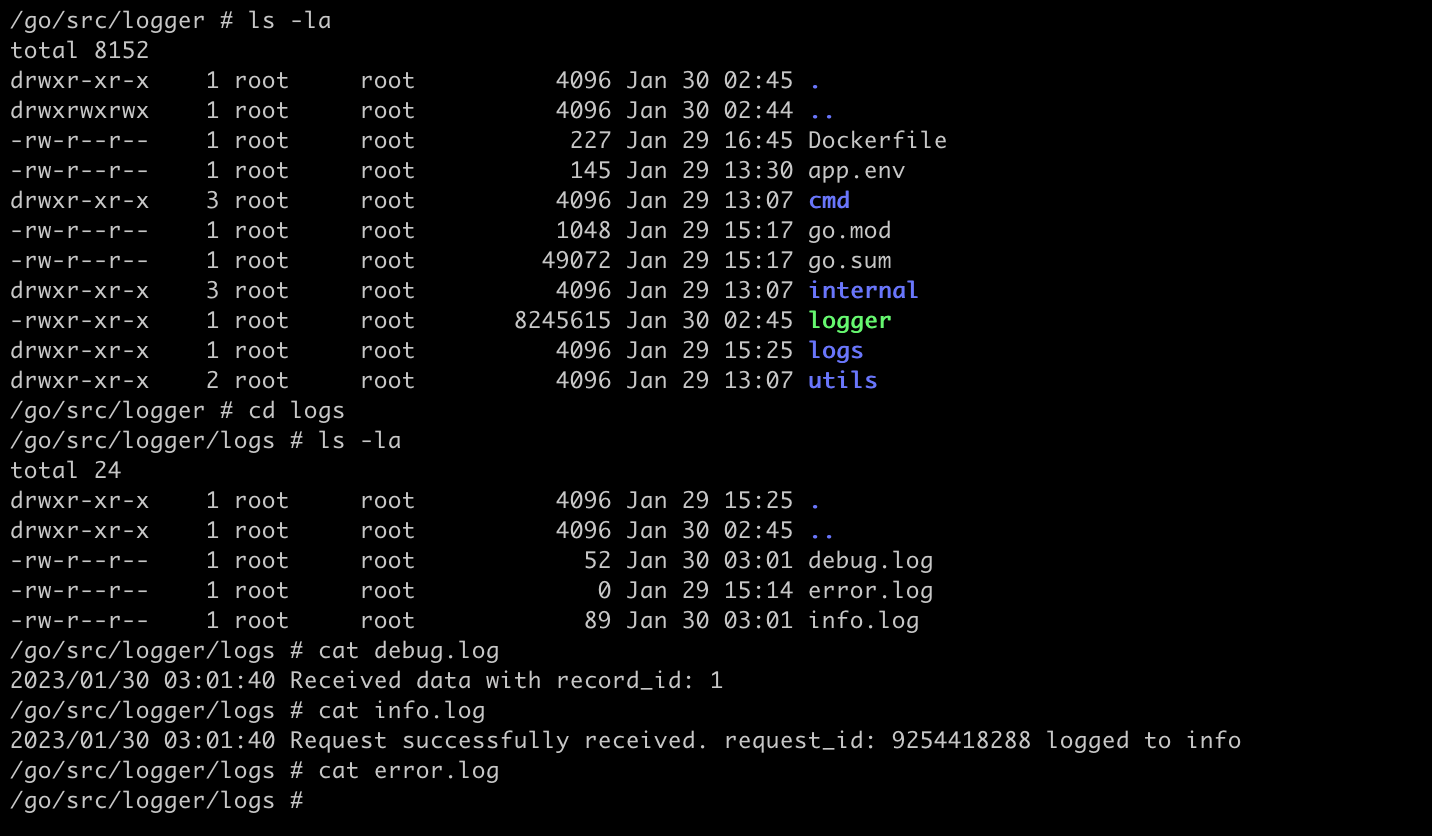 /go/src/logger # ls -la
total 8152
drwxr-xr-x    1 root     root          4096 Jan 30 02:45 .
drwxrwxrwx    1 root     root          4096 Jan 30 02:44 ..
-rw-r--r--    1 root     root           227 Jan 29 16:45 Dockerfile
-rw-r--r--    1 root     root           145 Jan 29 13:30 app.env
drwxr-xr-x    3 root     root          4096 Jan 29 13:07 cmd
-rw-r--r--    1 root     root          1048 Jan 29 15:17 go.mod
-rw-r--r--    1 root     root         49072 Jan 29 15:17 go.sum
drwxr-xr-x    3 root     root          4096 Jan 29 13:07 internal
-rwxr-xr-x    1 root     root       8245615 Jan 30 02:45 logger
drwxr-xr-x    1 root     root          4096 Jan 29 15:25 logs
drwxr-xr-x    2 root     root          4096 Jan 29 13:07 utils
/go/src/logger # cd logs
/go/src/logger/logs # ls -la
total 24
drwxr-xr-x    1 root     root          4096 Jan 29 15:25 .
drwxr-xr-x    1 root     root          4096 Jan 30 02:45 ..
-rw-r--r--    1 root     root            52 Jan 30 03:01 debug.log
-rw-r--r--    1 root     root             0 Jan 29 15:14 error.log
-rw-r--r--    1 root     root            89 Jan 30 03:01 info.log
/go/src/logger/logs # cat debug.log
2023/01/30 03:01:40 Received data with record_id: 1
/go/src/logger/logs # cat info.log
2023/01/30 03:01:40 Request successfully received. request_id: 9254418288 logged to info
/go/src/logger/logs # cat error.log
/go/src/logger/logs #